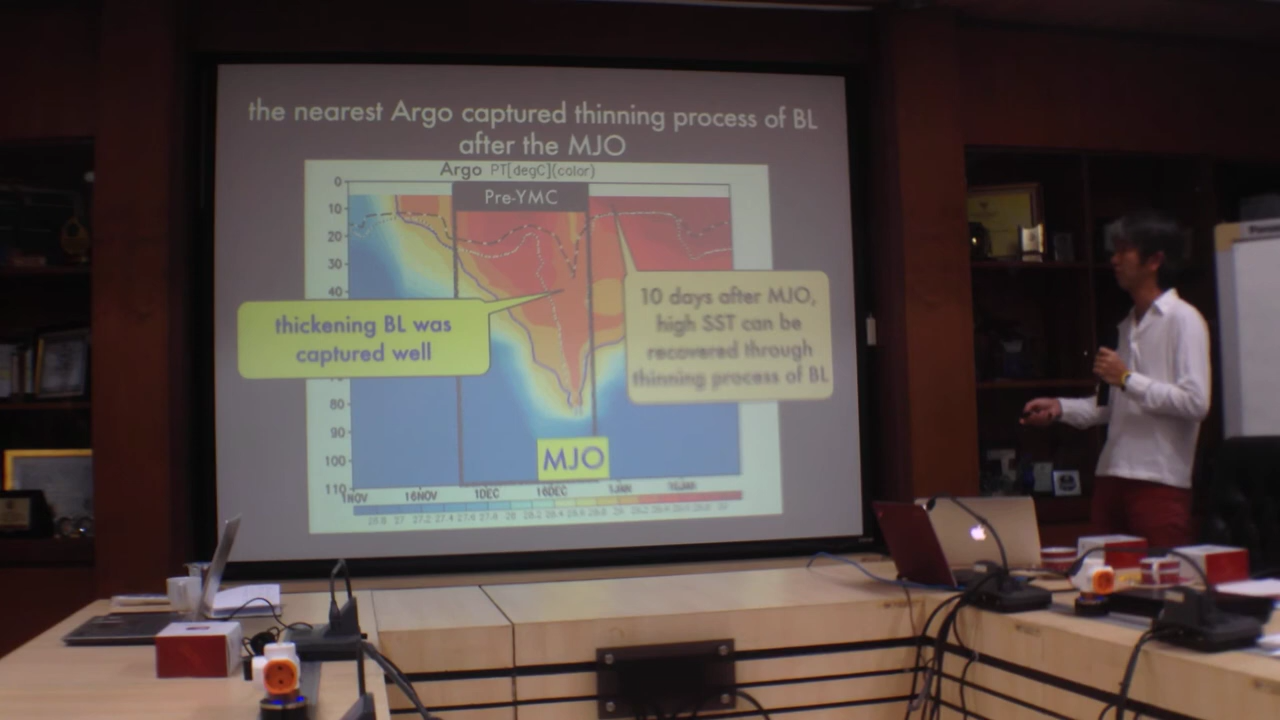 the nearest Argo captured thinning process of BL
after the MJO
Argo PT[degC](color)
Pre-YMC
0
10
20
30
40
80
90
100
110
thickening BL was
captured well
10 days after MJO,
high SST can be
recovered through
thinning process of BL
MJO
1NOV 16NOV 1DEC 16DEC 1JAN